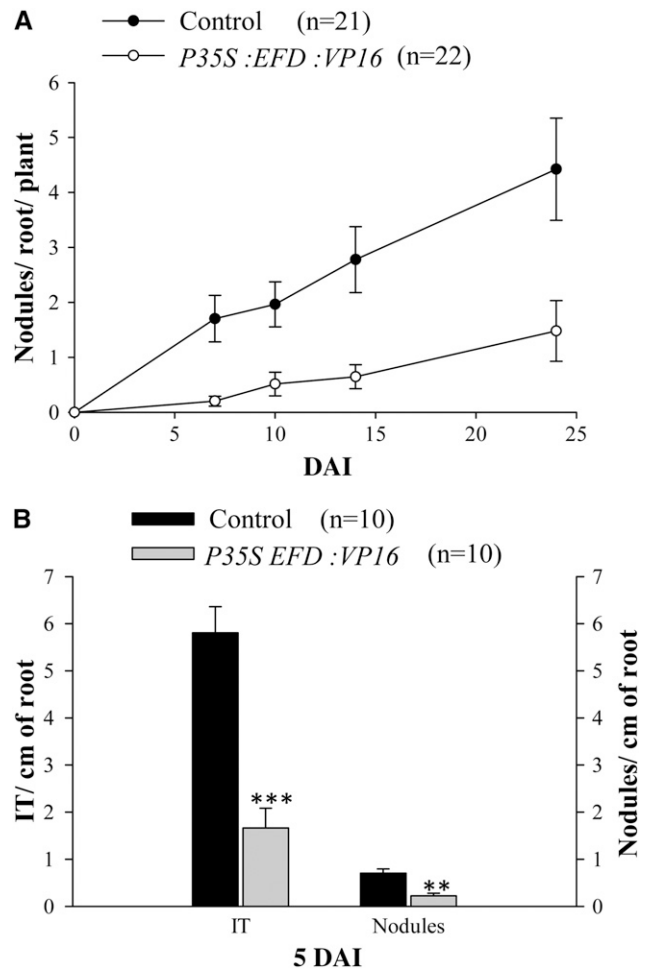 A
Control (n=21)
P35S :EFD :VP16 (n=22)
Nodules/ root/ plant
6
5
4
3
2
1
0
0 5 10 15 20 25
DAI
B
Control (n=10)
P35S EFD :VP16 (n=10)
IT/ cm of root
7
6
5
4
3
2
1
0
***
**
7
6
5
4
3
2
1
0
Nodules/ cm of root
IT Nodules
5 DAI